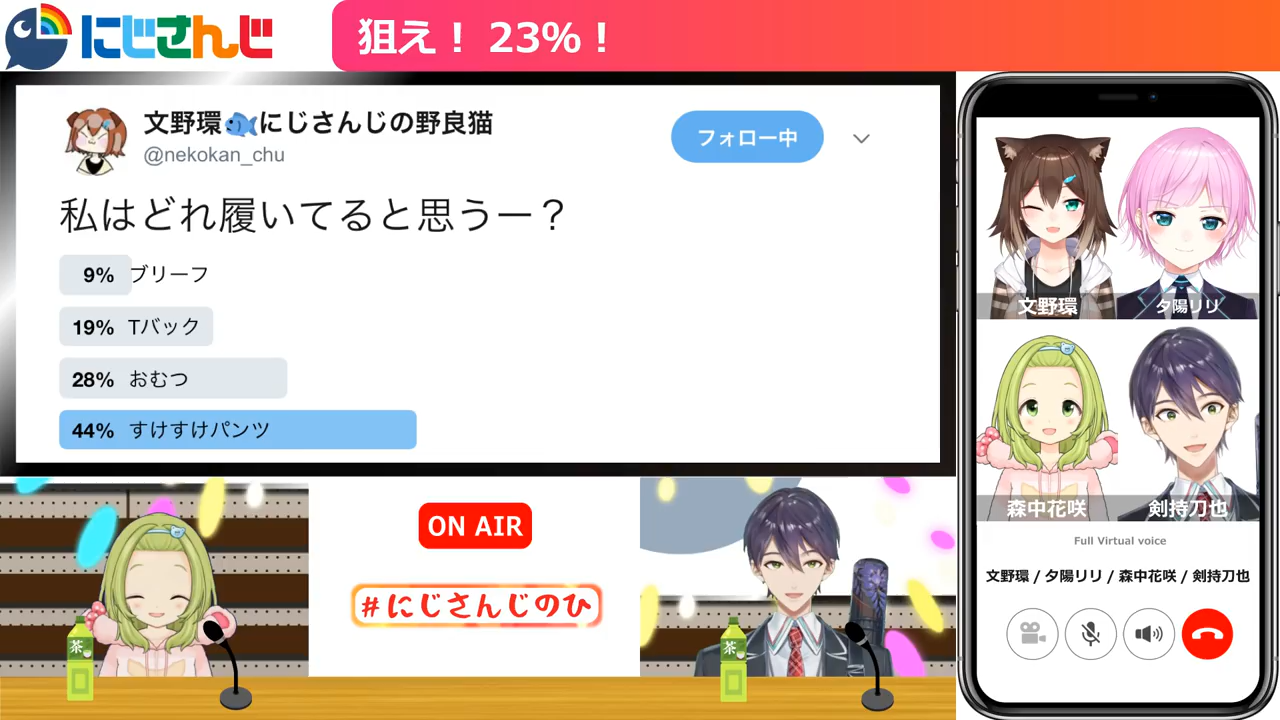 にじさんじ
狙え！ 23%！
文野環🐟にじさんじの野良猫
@nekokan_chu
フォロー中
私はどれ履いてると思うー？
9% ブリーフ
19% Tバック
28% おむつ
44% すけすけパンツ
文野環
夕陽リリ
森中花咲
剣持刀也
Full Virtual voice
文野環 / 夕陽リリ / 森中花咲 / 剣持刀也
ON AIR
#にじさんじのひ
茶
茶